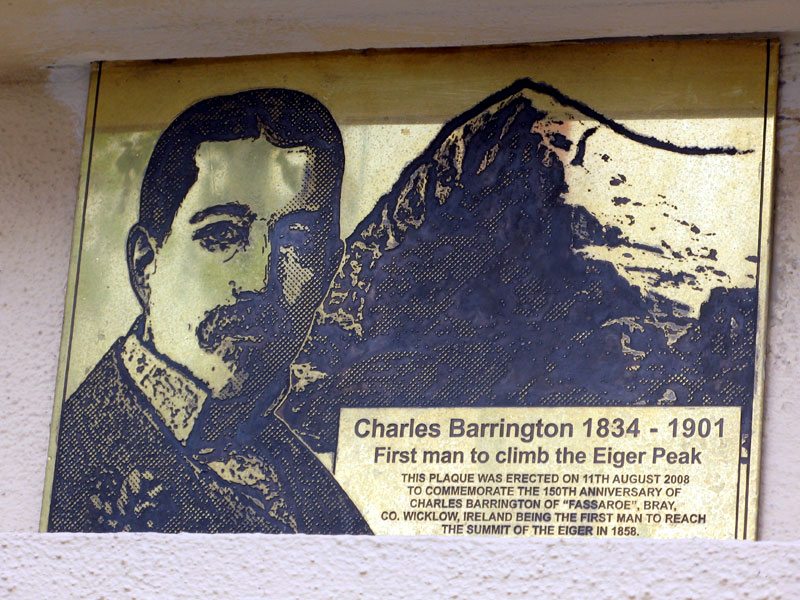 Charles Barrington 1834 - 1901
First man to climb the Eiger Peak
THIS PLAQUE WAS ERECTED ON 11TH AUGUST 2008
TO COMMEMORATE THE 150TH ANNIVERSARY OF
CHARLES BARRINGTON OF "FASSAROE", BRAY,
CO. WICKLOW, IRELAND BEING THE FIRST MAN TO REACH
THE SUMMIT OF THE EIGER IN 1858.